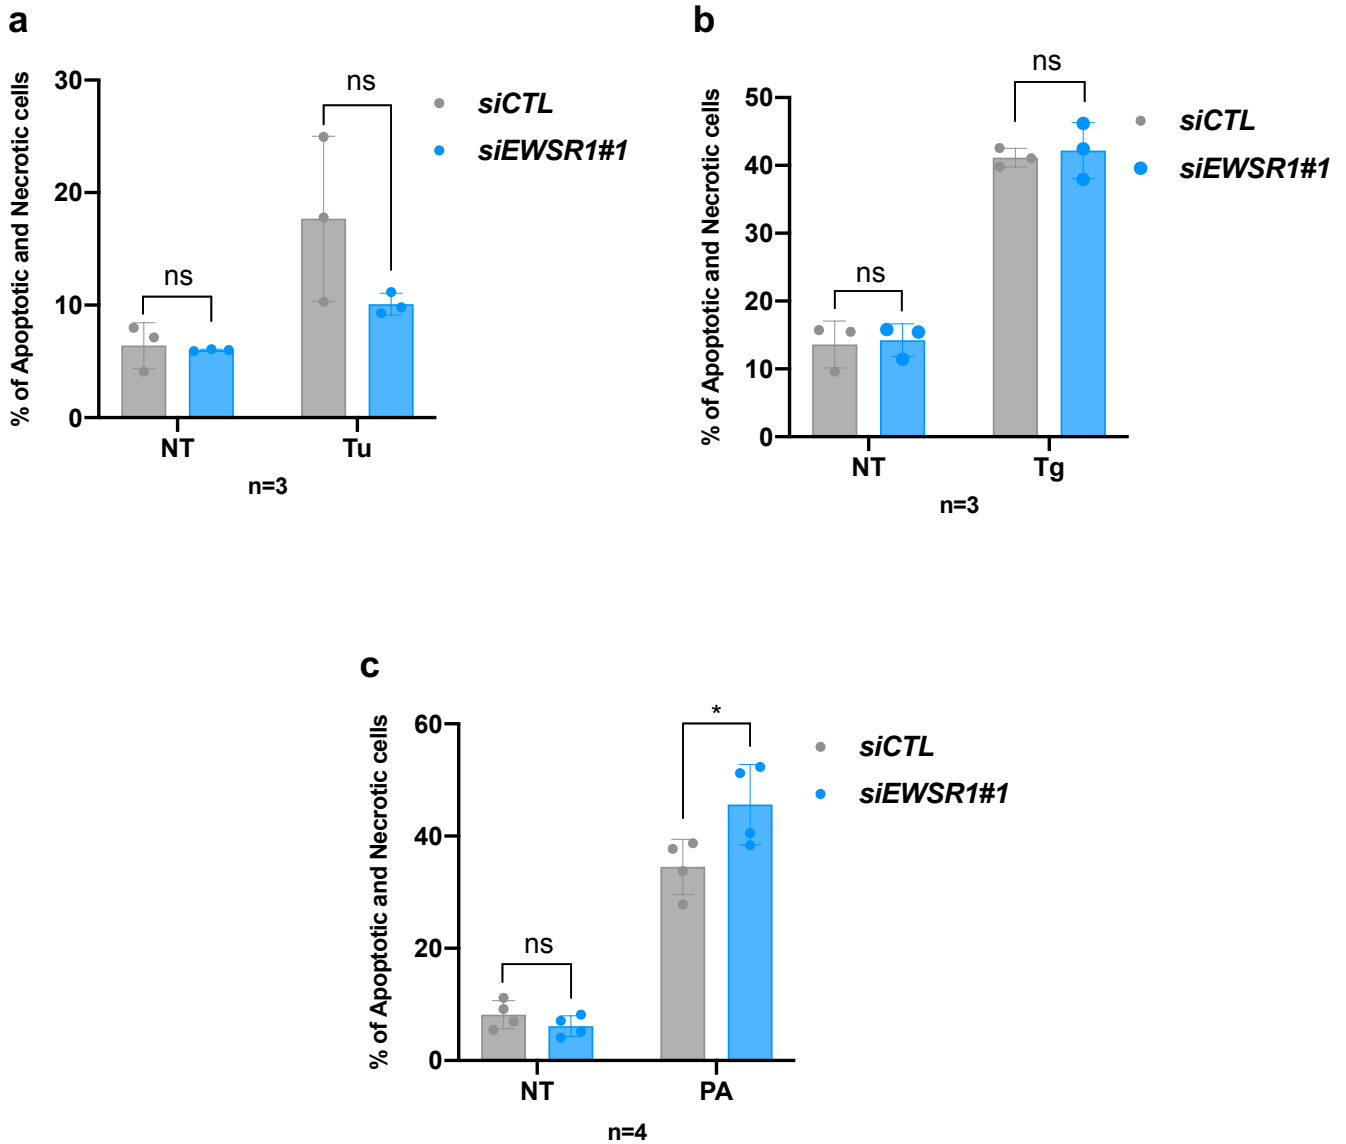 a
% of Apoptotic and Necrotic cells
30
20
10
0
ns
ns
siCTL
siEWSR1#1
NT
Tu
n=3
b
% of Apoptotic and Necrotic cells
50
40
30
20
10
0
ns
ns
siCTL
siEWSR1#1
NT
Tg
n=3
c
% of Apoptotic and Necrotic cells
60
40
20
0
ns
*
siCTL
siEWSR1#1
NT
PA
n=4